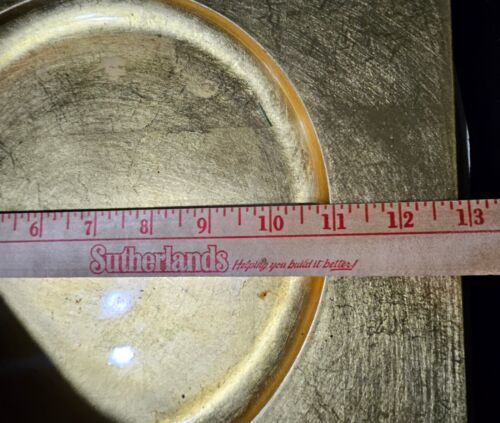 6 7 8 9 10 11 12 13
Sutherlands Helping you build it better!